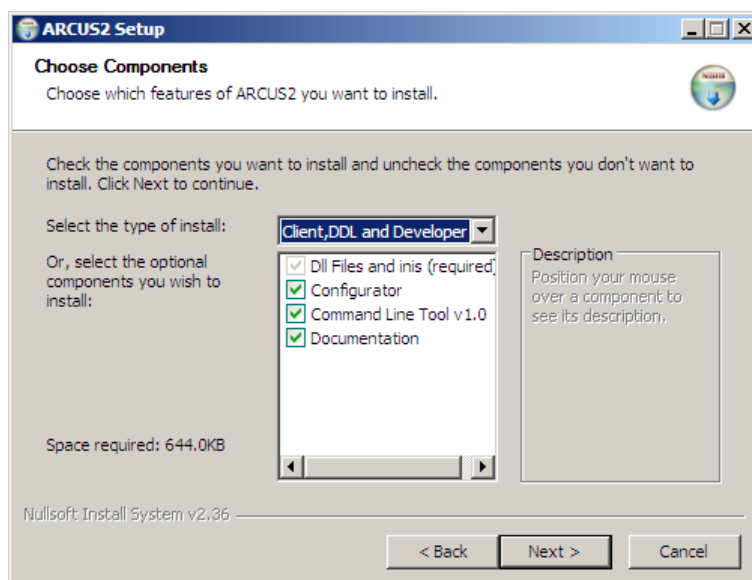 ARCUS2 Setup
Choose Components
Choose which features of ARCUS2 you want to install.
Check the components you want to install and uncheck the components you don't want to
install. Click Next to continue.
Select the type of install:
Client,DDL and Developer
Or, select the optional
components you wish to
install:
Dll Files and inis (required)
Configurator
Command Line Tool v1.0
Documentation
Description
Position your mouse
over a component to
see its description.
Space required: 644.0KB
Nullsoft Install System v2.36
< Back
Next >
Cancel